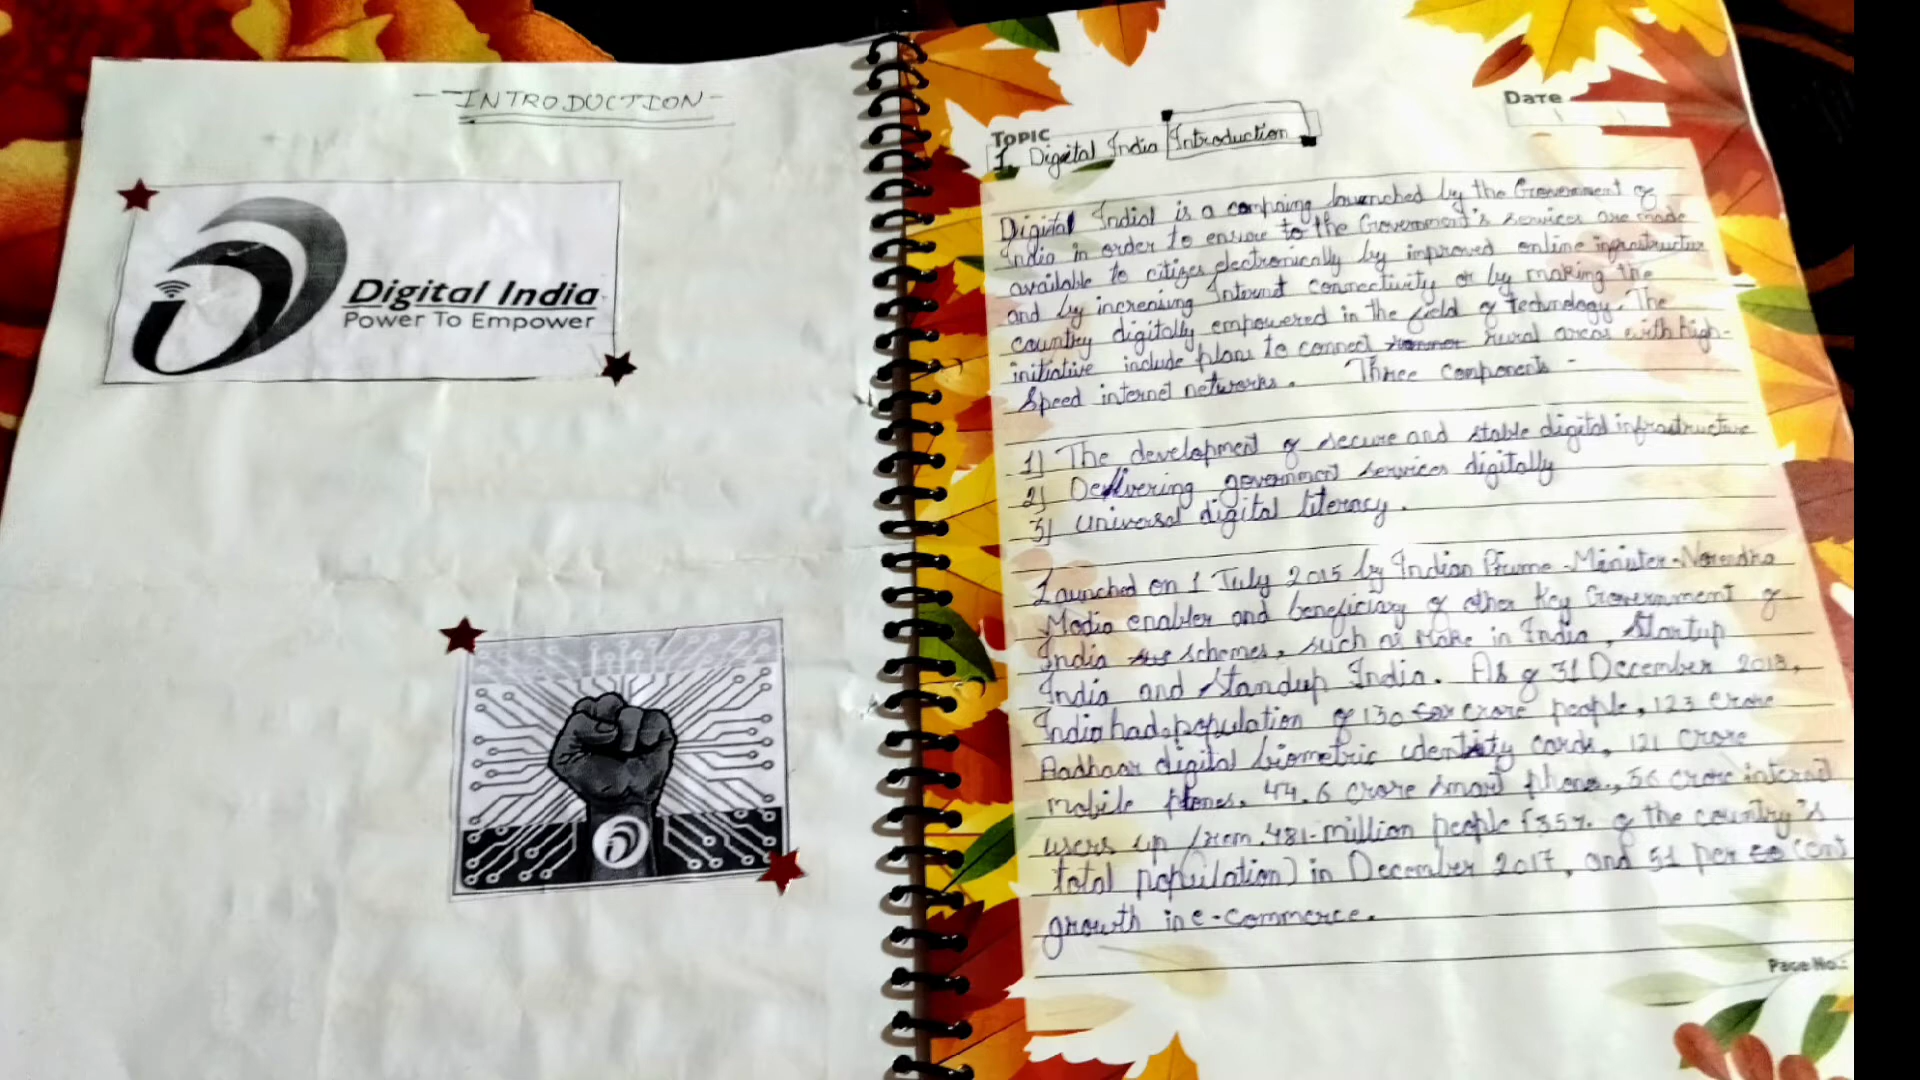 - INTRODUCTION -
Digital India
Power To Empower
Date
TOPIC
1. Digital India Introduction
Digital Indial is a campaing launched by the Government of
India in order to ensure to the Government's services are made
available to citizes electronically by improved online infrastructure
and by increasing Internet connectivity or by making the
country digitally empowered in the field of technology. The
initiative include plans to connect rural areas with high-
speed internet networks. Three components -
1) The development of secure and stable digital infrastructure
2) Delivering government services digitally
3) Universal digital literacy.
Launched on 1 July 2015 by Indian Prime Minister Narendra
Modia enabler and beneficiary of other key Government of
India schemes, such as Make in India, Startup
India and Standup India. As of 31 December 2018,
India had population of 130 crore people, 123 crore
Aadhaar digital biometric identity cards, 121 crore
mobile phones, 44.6 crore smart phone, 56 crore internet
users up from 481 million people (35% of the country's
total population) in December 2017, and 51 per cent
growth in e-commerce.
Page No.: